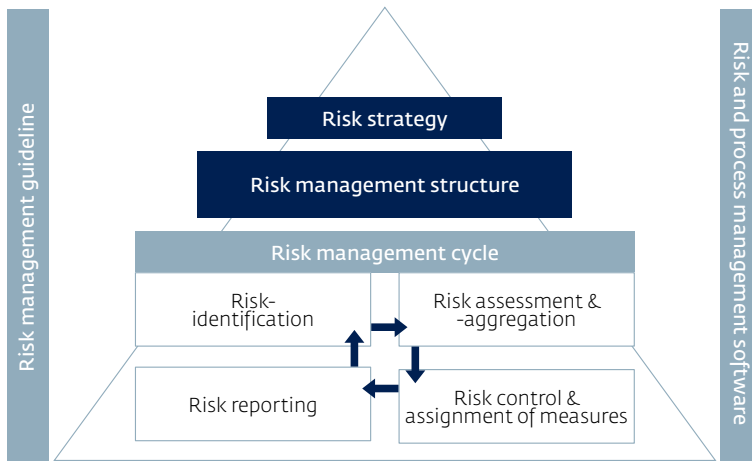 Risk management guideline
Risk strategy
Risk management structure
Risk management cycle
Risk-
identification
Risk assessment &
-aggregation
Risk reporting
Risk control &
assignment of measures
Risk and process management software